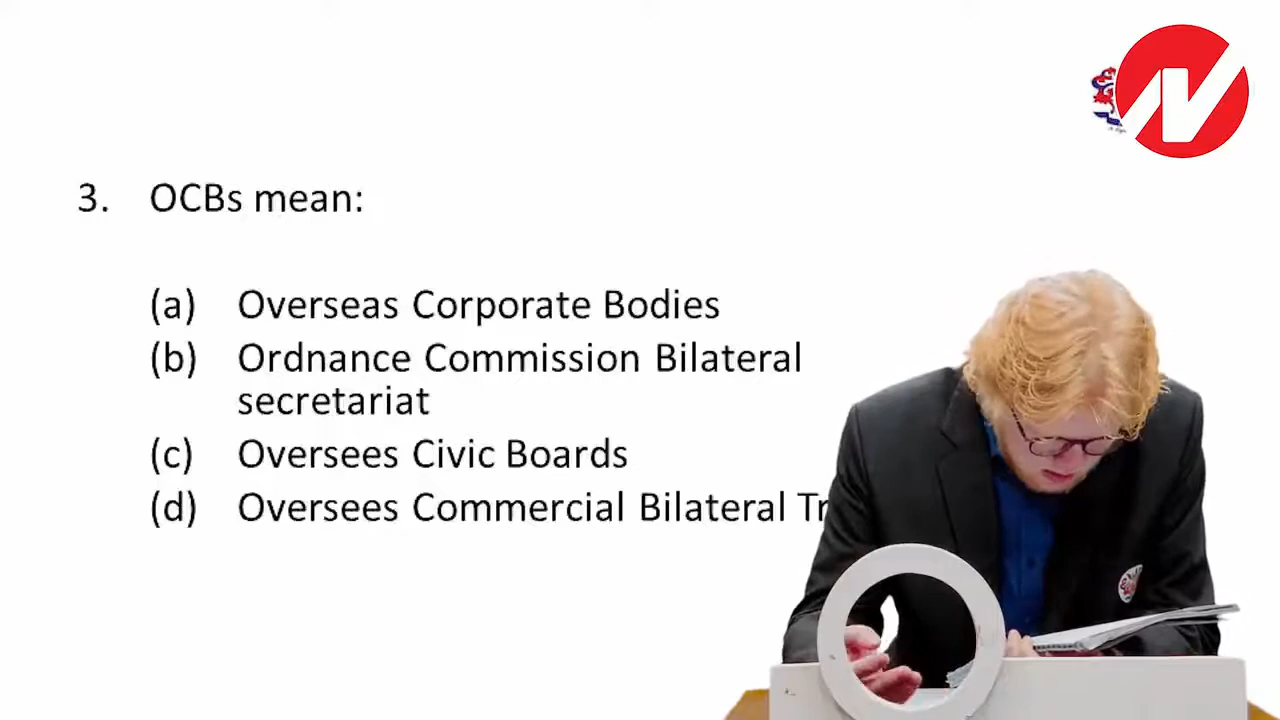 3. OCBs mean:
(a) Overseas Corporate Bodies
(b) Ordnance Commission Bilateral
secretariat
(c) Oversees Civic Boards
(d) Oversees Commercial Bilateral